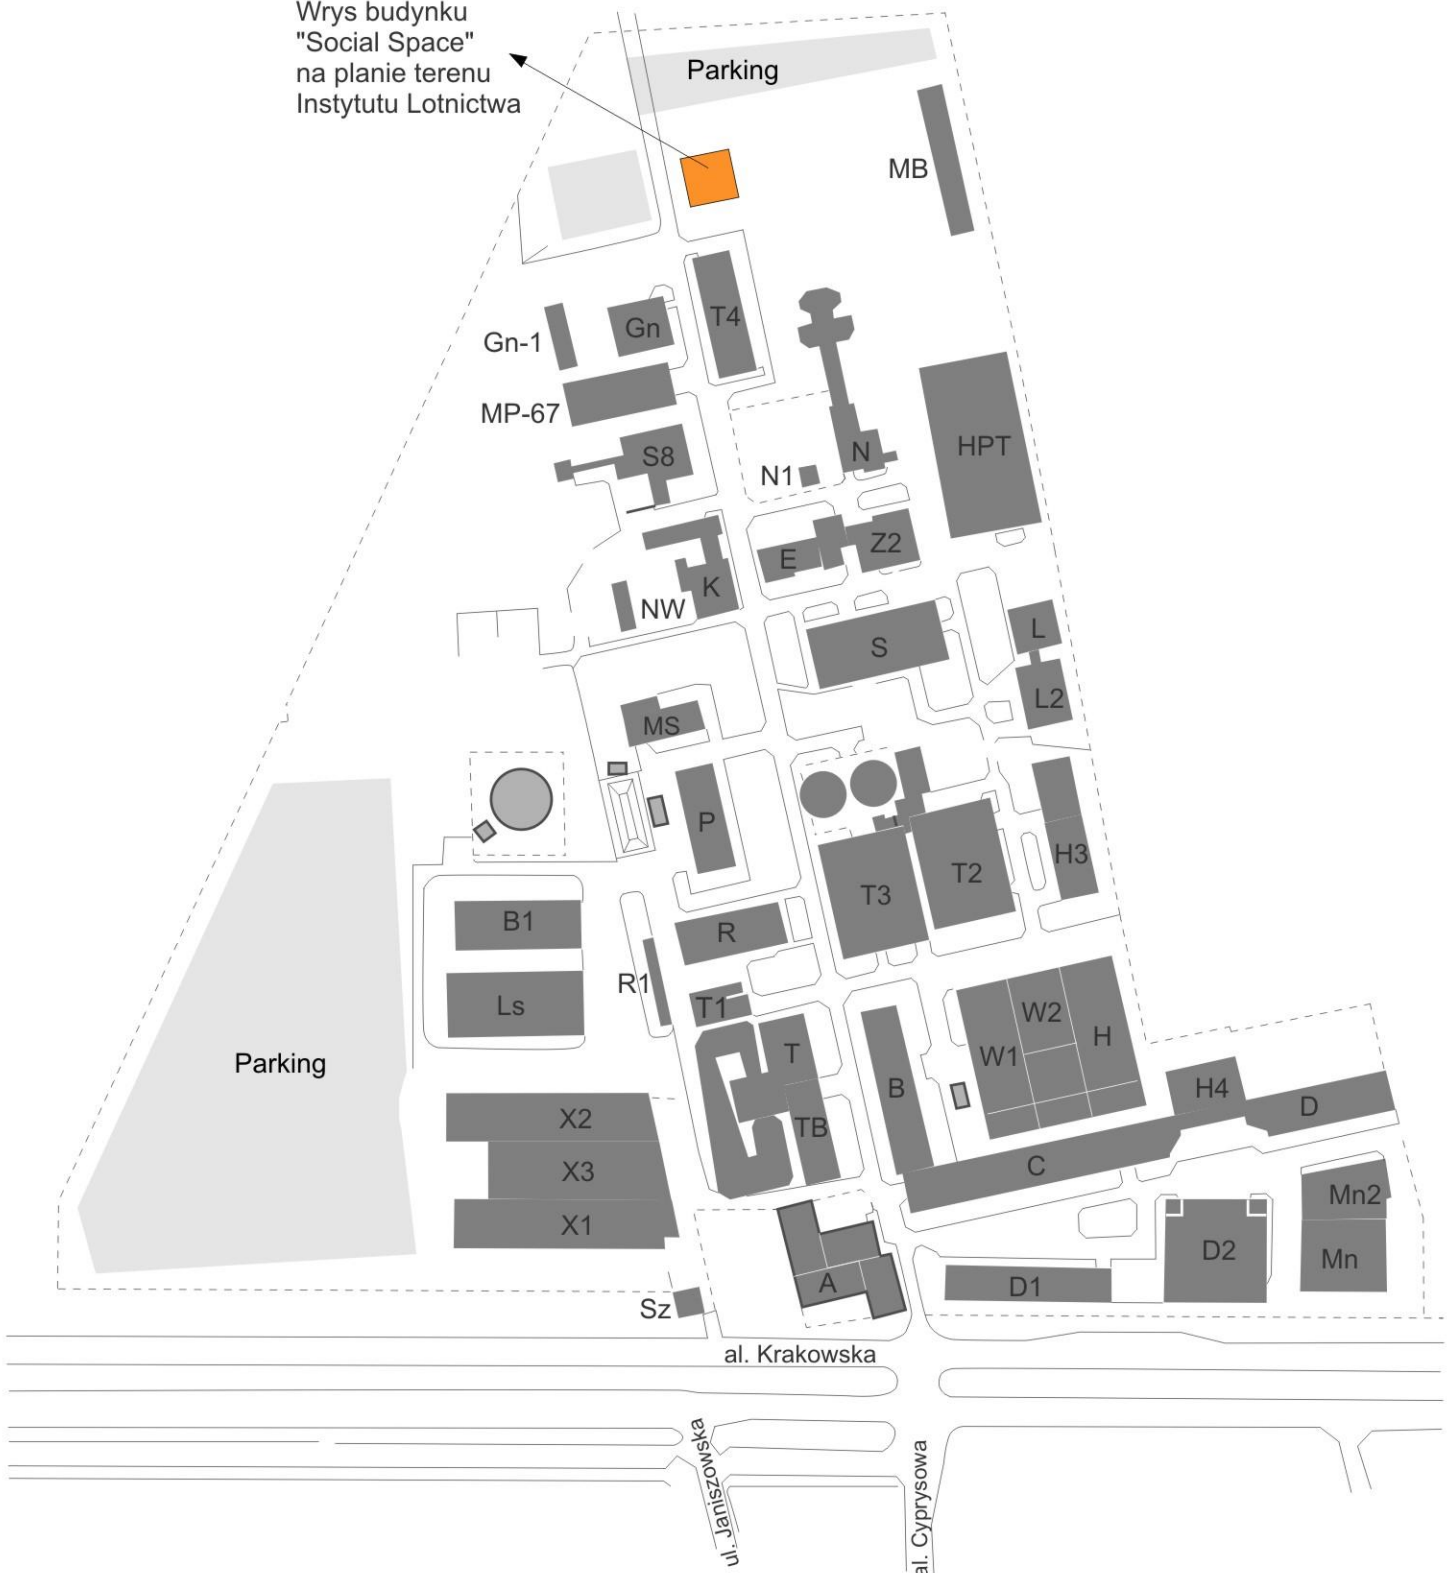 Wrys budynku
"Social Space"
na planie terenu
Instytutu Lotnictwa
Parking
MB
T4
Gn
Gn-1
MP-67
S8
N
N1
HPT
E
Z2
K
NW
L
S
L2
MS
P
H3
T2
T3
B1
R
R1
Ls
T1
W2
W1
H
T
Parking
B
H4
D
X2
TB
X3
C
Mn2
X1
D2
Mn
A
D1
Sz
al. Krakowska
ul. Janiszowska
al. Cyprysowa